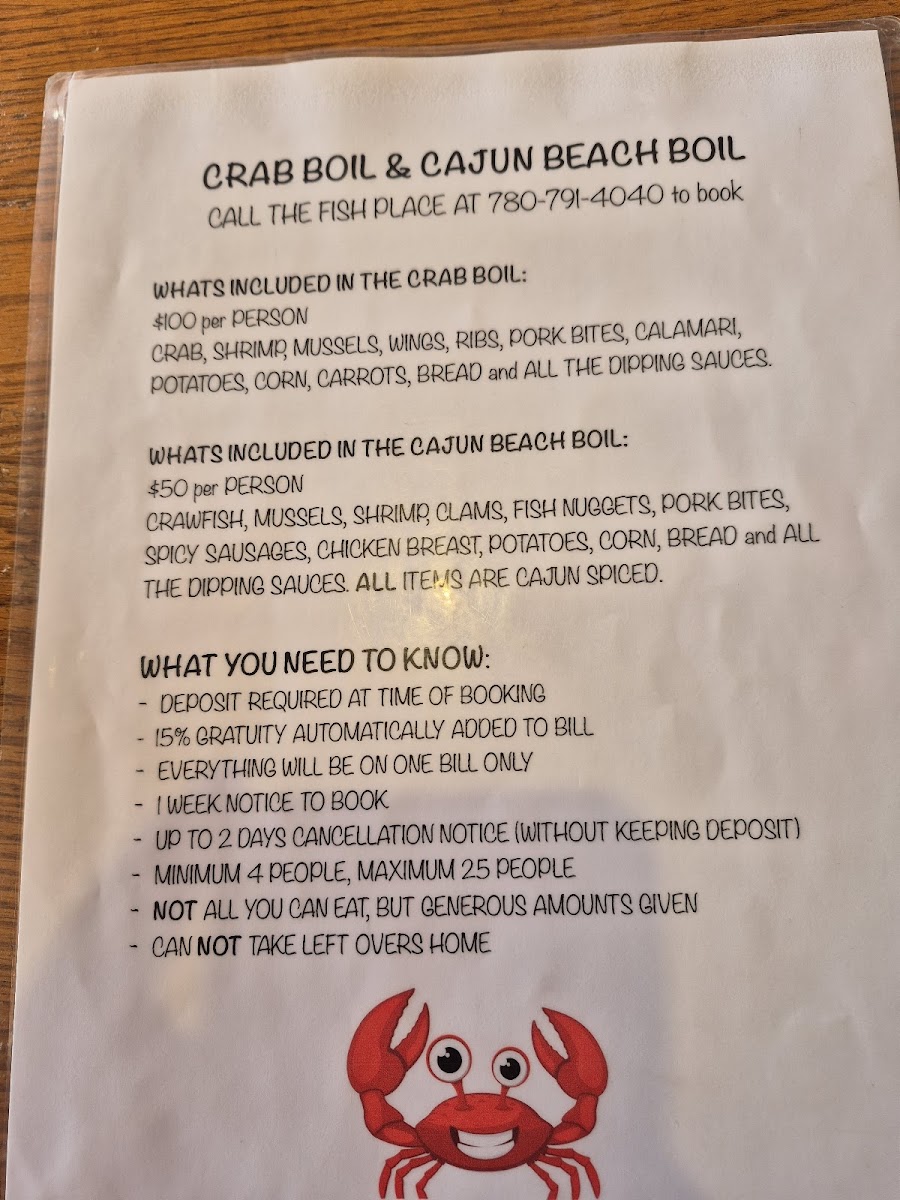 CRAB BOIL & CAJUN BEACH BOIL
CALL THE FISH PLACE AT 780-791-4040 to book
WHATS INCLUDED IN THE CRAB BOIL:
$100 per PERSON
CRAB, SHRIMP, MUSSELS, WINGS, RIBS, PORK BITES, CALAMARI,
POTATOES, CORN, CARROTS, BREAD and ALL THE DIPPING SAUCES.
WHATS INCLUDED IN THE CAJUN BEACH BOIL:
$50 per PERSON
CRAWFISH, MUSSELS, SHRIMP, CLAMS, FISH NUGGETS, PORK BITES,
SPICY SAUSAGES, CHICKEN BREAST, POTATOES, CORN, BREAD and ALL
THE DIPPING SAUCES. ALL ITEMS ARE CAJUN SPICED.
WHAT YOU NEED TO KNOW:
- DEPOSIT REQUIRED AT TIME OF BOOKING
- 15% GRATUITY AUTOMATICALLY ADDED TO BILL
- EVERYTHING WILL BE ON ONE BILL ONLY
- 1 WEEK NOTICE TO BOOK
- UP TO 2 DAYS CANCELLATION NOTICE (WITHOUT KEEPING DEPOSIT)
- MINIMUM 4 PEOPLE, MAXIMUM 25 PEOPLE
- NOT ALL YOU CAN EAT, BUT GENEROUS AMOUNTS GIVEN
- CAN NOT TAKE LEFT OVERS HOME